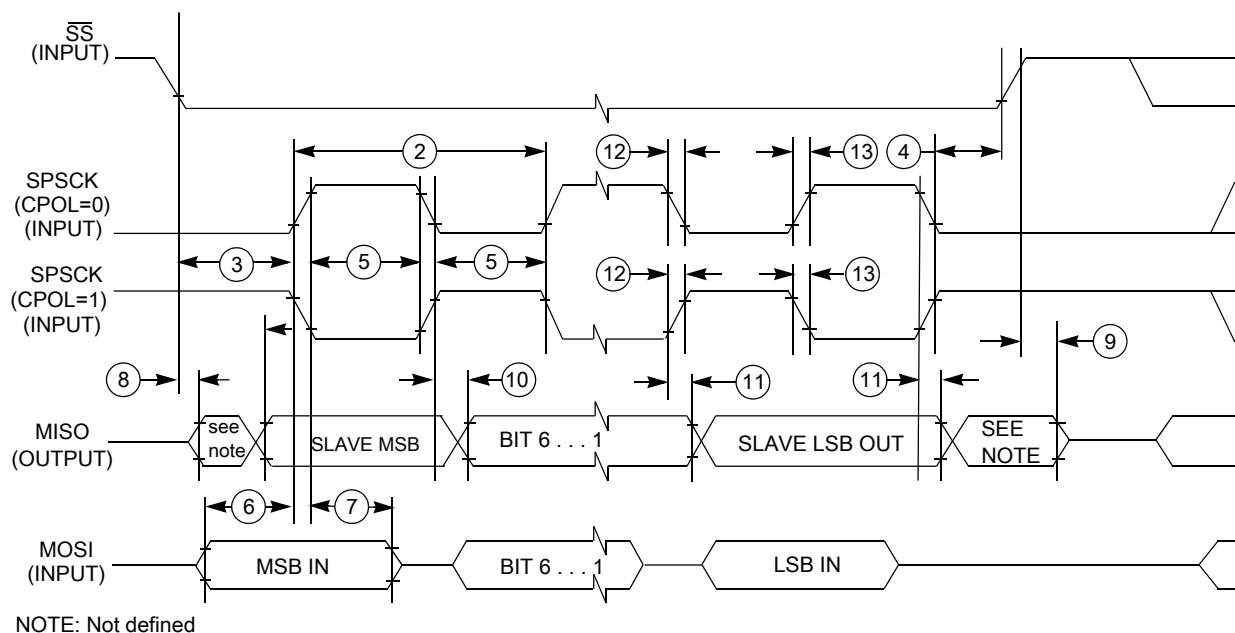 SS
(INPUT)
2
12
13
4
SPSCK
(CPOL=0)
(INPUT)
3
5
5
SPSCK
(CPOL=1)
(INPUT)
12
13
9
8
10
11
11
MISO
(OUTPUT)
see
note
SLAVE MSB
BIT 6 . . . 1
SLAVE LSB OUT
SEE
NOTE
6
7
MOSI
(INPUT)
MSB IN
BIT 6 . . . 1
LSB IN
NOTE: Not defined